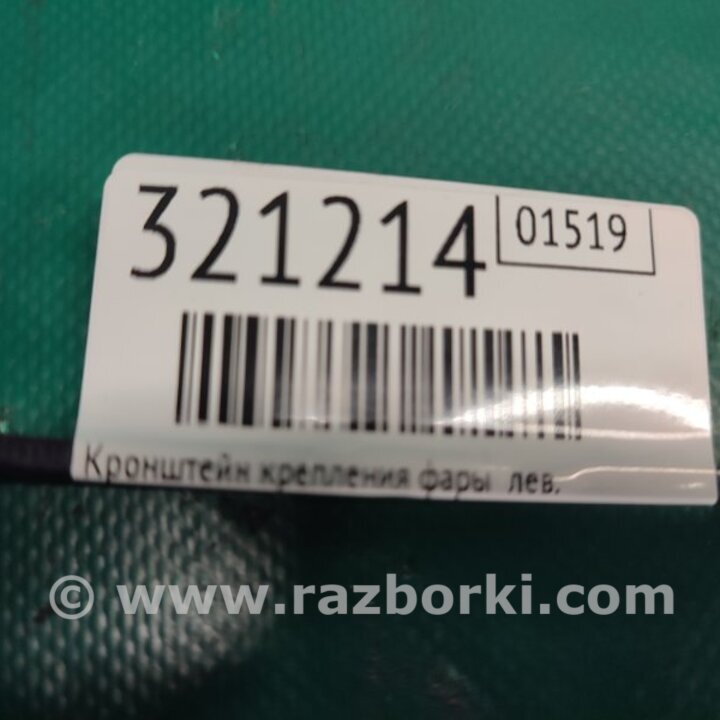 321214
01519
Кронштейн крепления фары лев.
© www.razborki.com